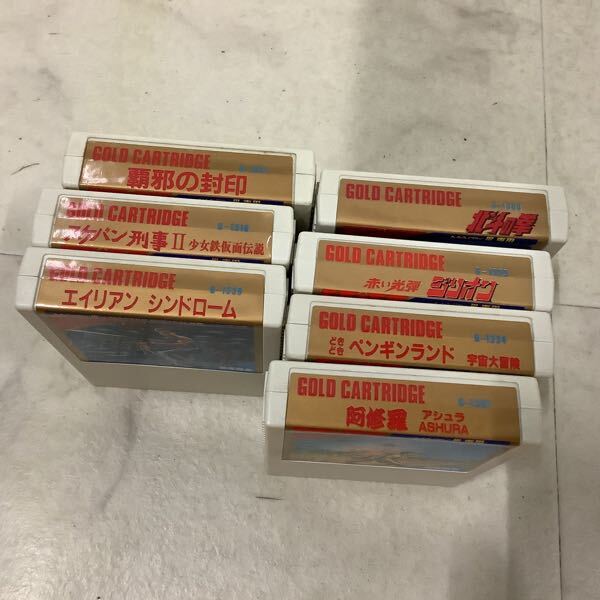 GOLD CARTRIDGE
覇邪の封印
スケバン刑事II 少女鉄仮面伝説
GOLD CARTRIDGE
エイリアン シンドローム
GOLD CARTRIDGE
北斗の拳
GOLD CARTRIDGE
赤い光弾 ジリオン
GOLD CARTRIDGE
G-1334
どきどき ペンギンランド 宇宙大冒険
GOLD CARTRIDGE
阿修羅 アシュラ
ASHURA